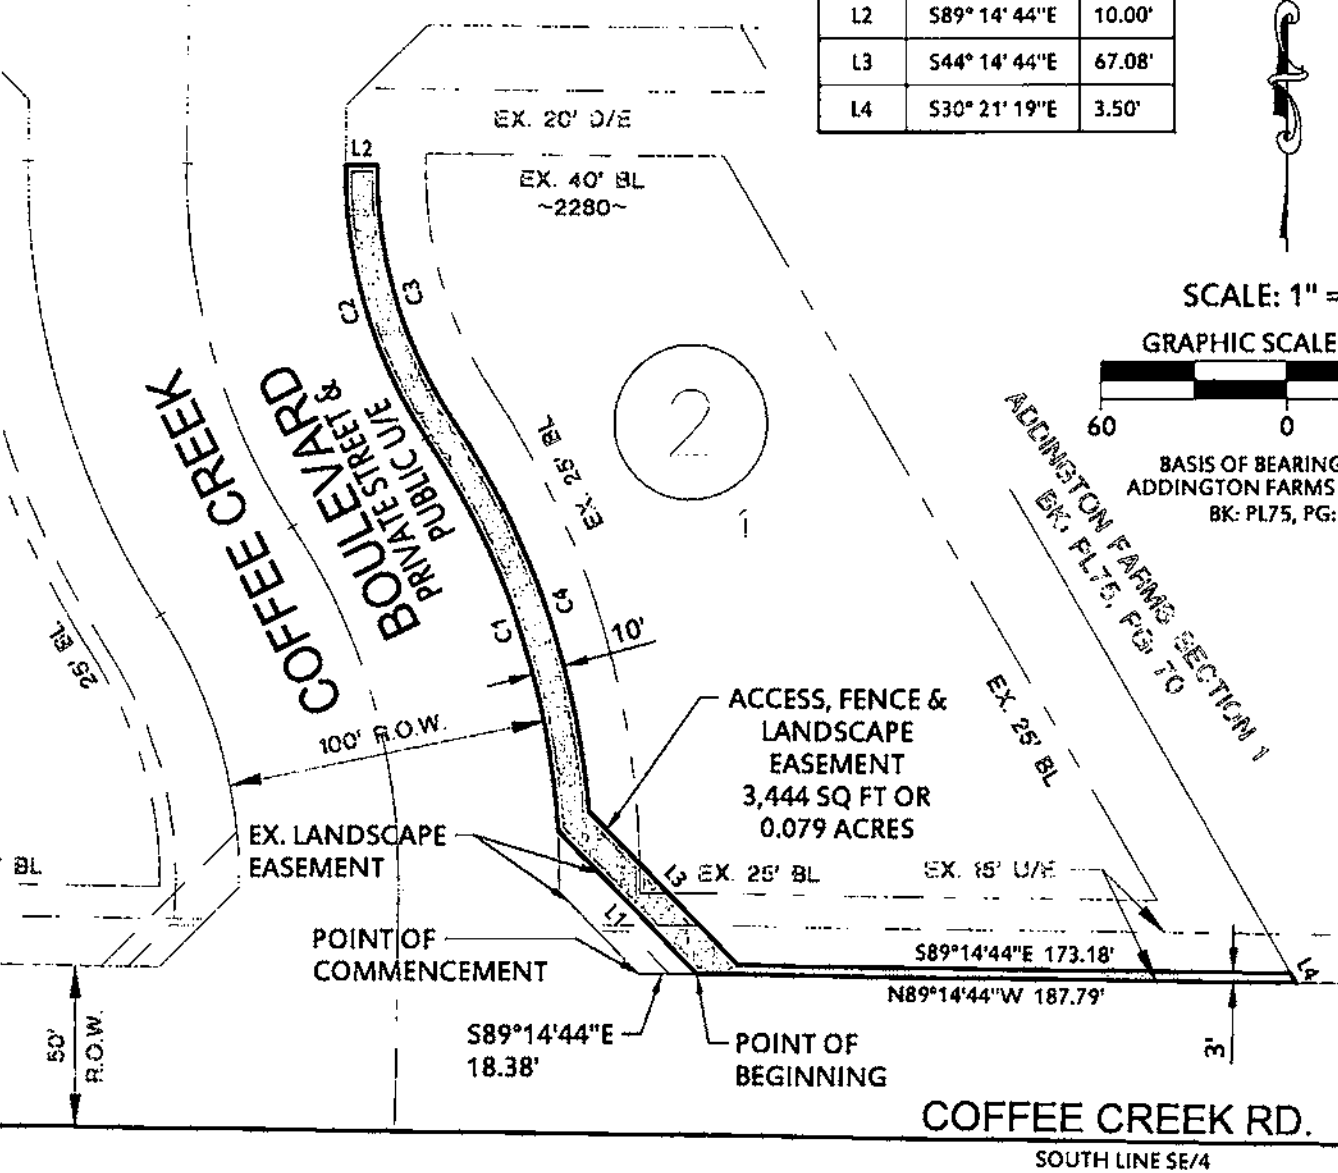 L2 S89° 14' 44"E 10.00'
L3 S44° 14' 44"E 67.08'
L4 S30° 21' 19"E 3.50'
EX. 20' U/E
L2
EX. 40' BL
~2280~
C2
C3
SCALE: 1" =
GRAPHIC SCALE
60 0
BASIS OF BEARING
ADDINGTON FARMS
BK: PL75, PG:
COFFEE CREEK
BOULEVARD
PRIVATE STREET &
PUBLIC U/E
2
1
EX. 25' BL
ADDINGTON FARMS SECTION 1
BK. PL75, PG. 70
25' BL
C1
C4
10'
100' R.O.W.
ACCESS, FENCE &
LANDSCAPE
EASEMENT
3,444 SQ FT OR
0.079 ACRES
EX. 25' BL
EX. LANDSCAPE
EASEMENT
BL
L3
EX. 25' BL
EX. 15' U/E
L1
POINT OF
COMMENCEMENT
S89°14'44"E 173.18'
L4
N89°14'44"W 187.79'
50'
R.O.W.
S89°14'44"E
18.38'
POINT OF
BEGINNING
3'
COFFEE CREEK RD.
SOUTH LINE SE/4